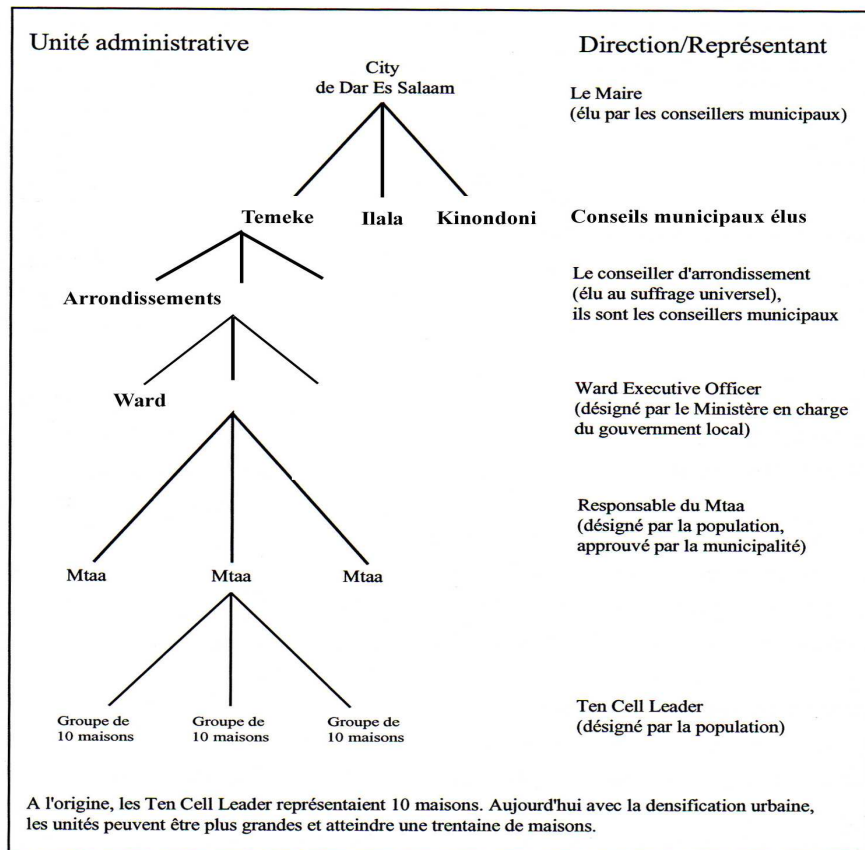 Unité administrative
Direction/Représentant
City
de Dar Es Salaam
Le Maire
(élu par les conseillers municipaux)
Temeke Ilala Kinondoni
Conseils municipaux élus
Arrondissements
Le conseiller d'arrondissement
(élu au suffrage universel),
ils sont les conseillers municipaux
Ward
Ward Executive Officer
(désigné par le Ministère en charge
du gouvernment local)
Responsable du Mtaa
(désigné par la population,
approuvé par la municipalité)
Mtaa Mtaa Mtaa
Groupe de
10 maisons
Groupe de
10 maisons
Groupe de
10 maisons
Ten Cell Leader
(désigné par la population)
A l'origine, les Ten Cell Leader représentaient 10 maisons. Aujourd'hui avec la densification urbaine,
les unités peuvent être plus grandes et atteindre une trentaine de maisons.